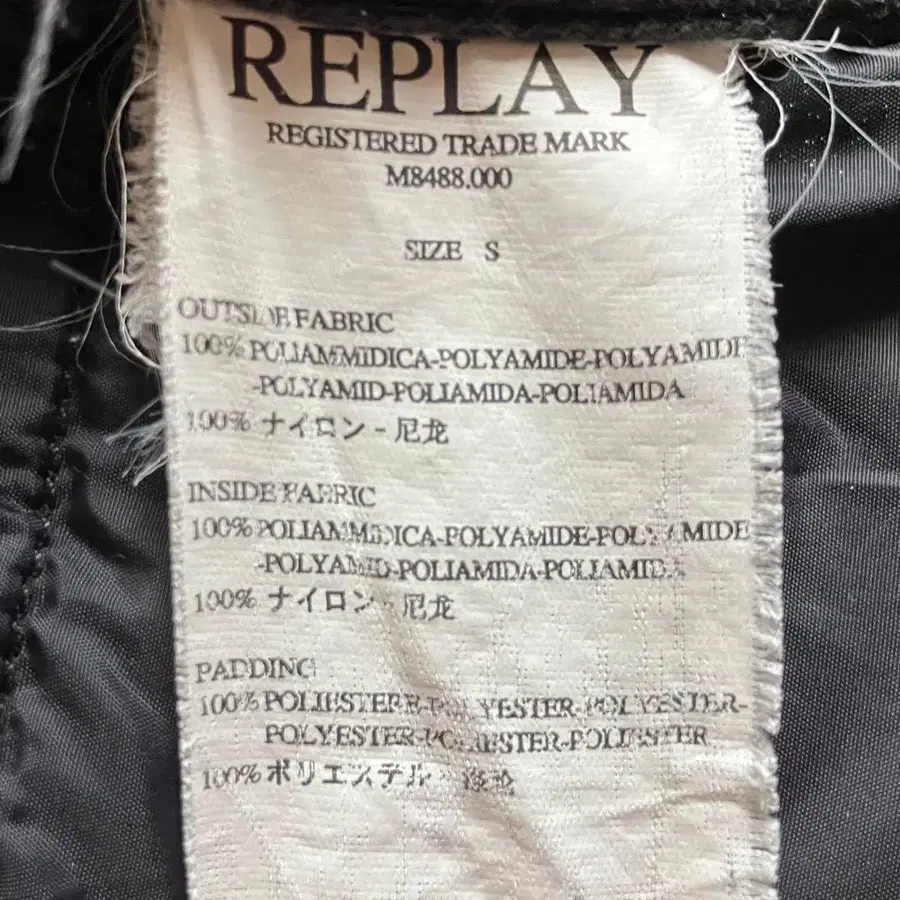 REPLAY
REGISTERED TRADE MARK
M8488.000
SIZE S
OUTSIDE FABRIC
100% POLIAMMIDICA-POLYAMIDE-POLYAMIDE
-POLYAMID-POLIAMIDA-POLIAMIDA
100% ナイロン - 尼龙
INSIDE FABRIC
100% POLIAMMIDICA-POLYAMIDE-POLYAMIDE
-POLYAMID-POLIAMIDA-POLIAMIDA
100% ナイロン - 尼龙
PADDING
100% POLIESTERE-POLYESTER-POLYESTER-
POLYESTER-POLIESTER-POLIESTER
100% ポリエステル